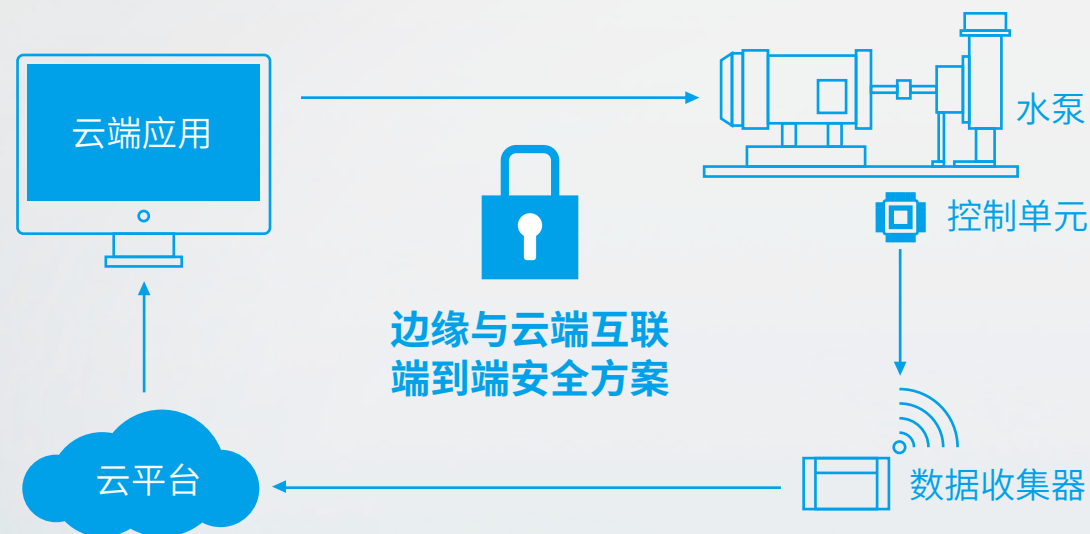 云端应用
水泵
控制单元
边缘与云端互联
端到端安全方案
云平台
数据收集器